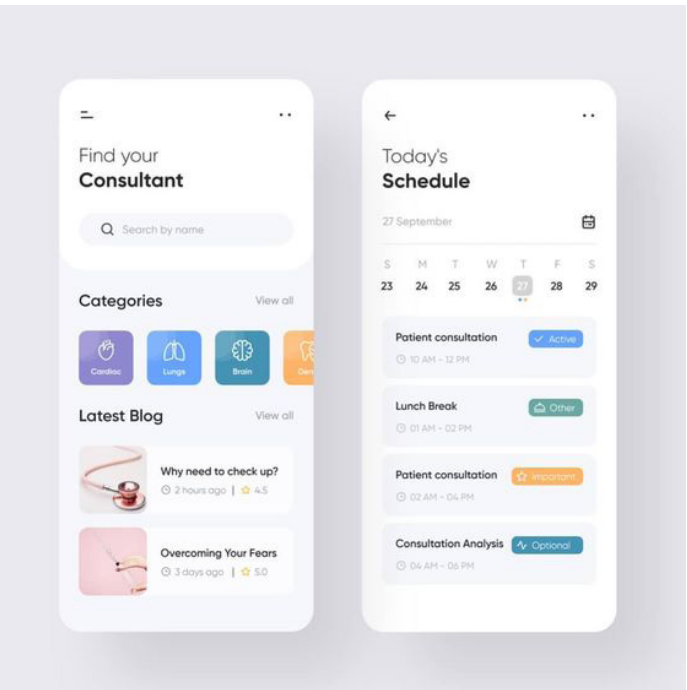 Find your
Consultant
Search by name
Categories
View all
Cardiac
Lungs
Brain
Latest Blog
View all
Why need to check up?
2 hours ago | 4.5
Overcoming Your Fears
3 days ago | 5.0
Today's
Schedule
27 September
S M T W T F S
23 24 25 26 27 28 29
Patient consultation
Active
10 AM - 12 PM
Lunch Break
Other
01 AM - 02 PM
Patient consultation
Important
02 AM - 04 PM
Consultation Analysis
Optional
04 AM - 06 PM